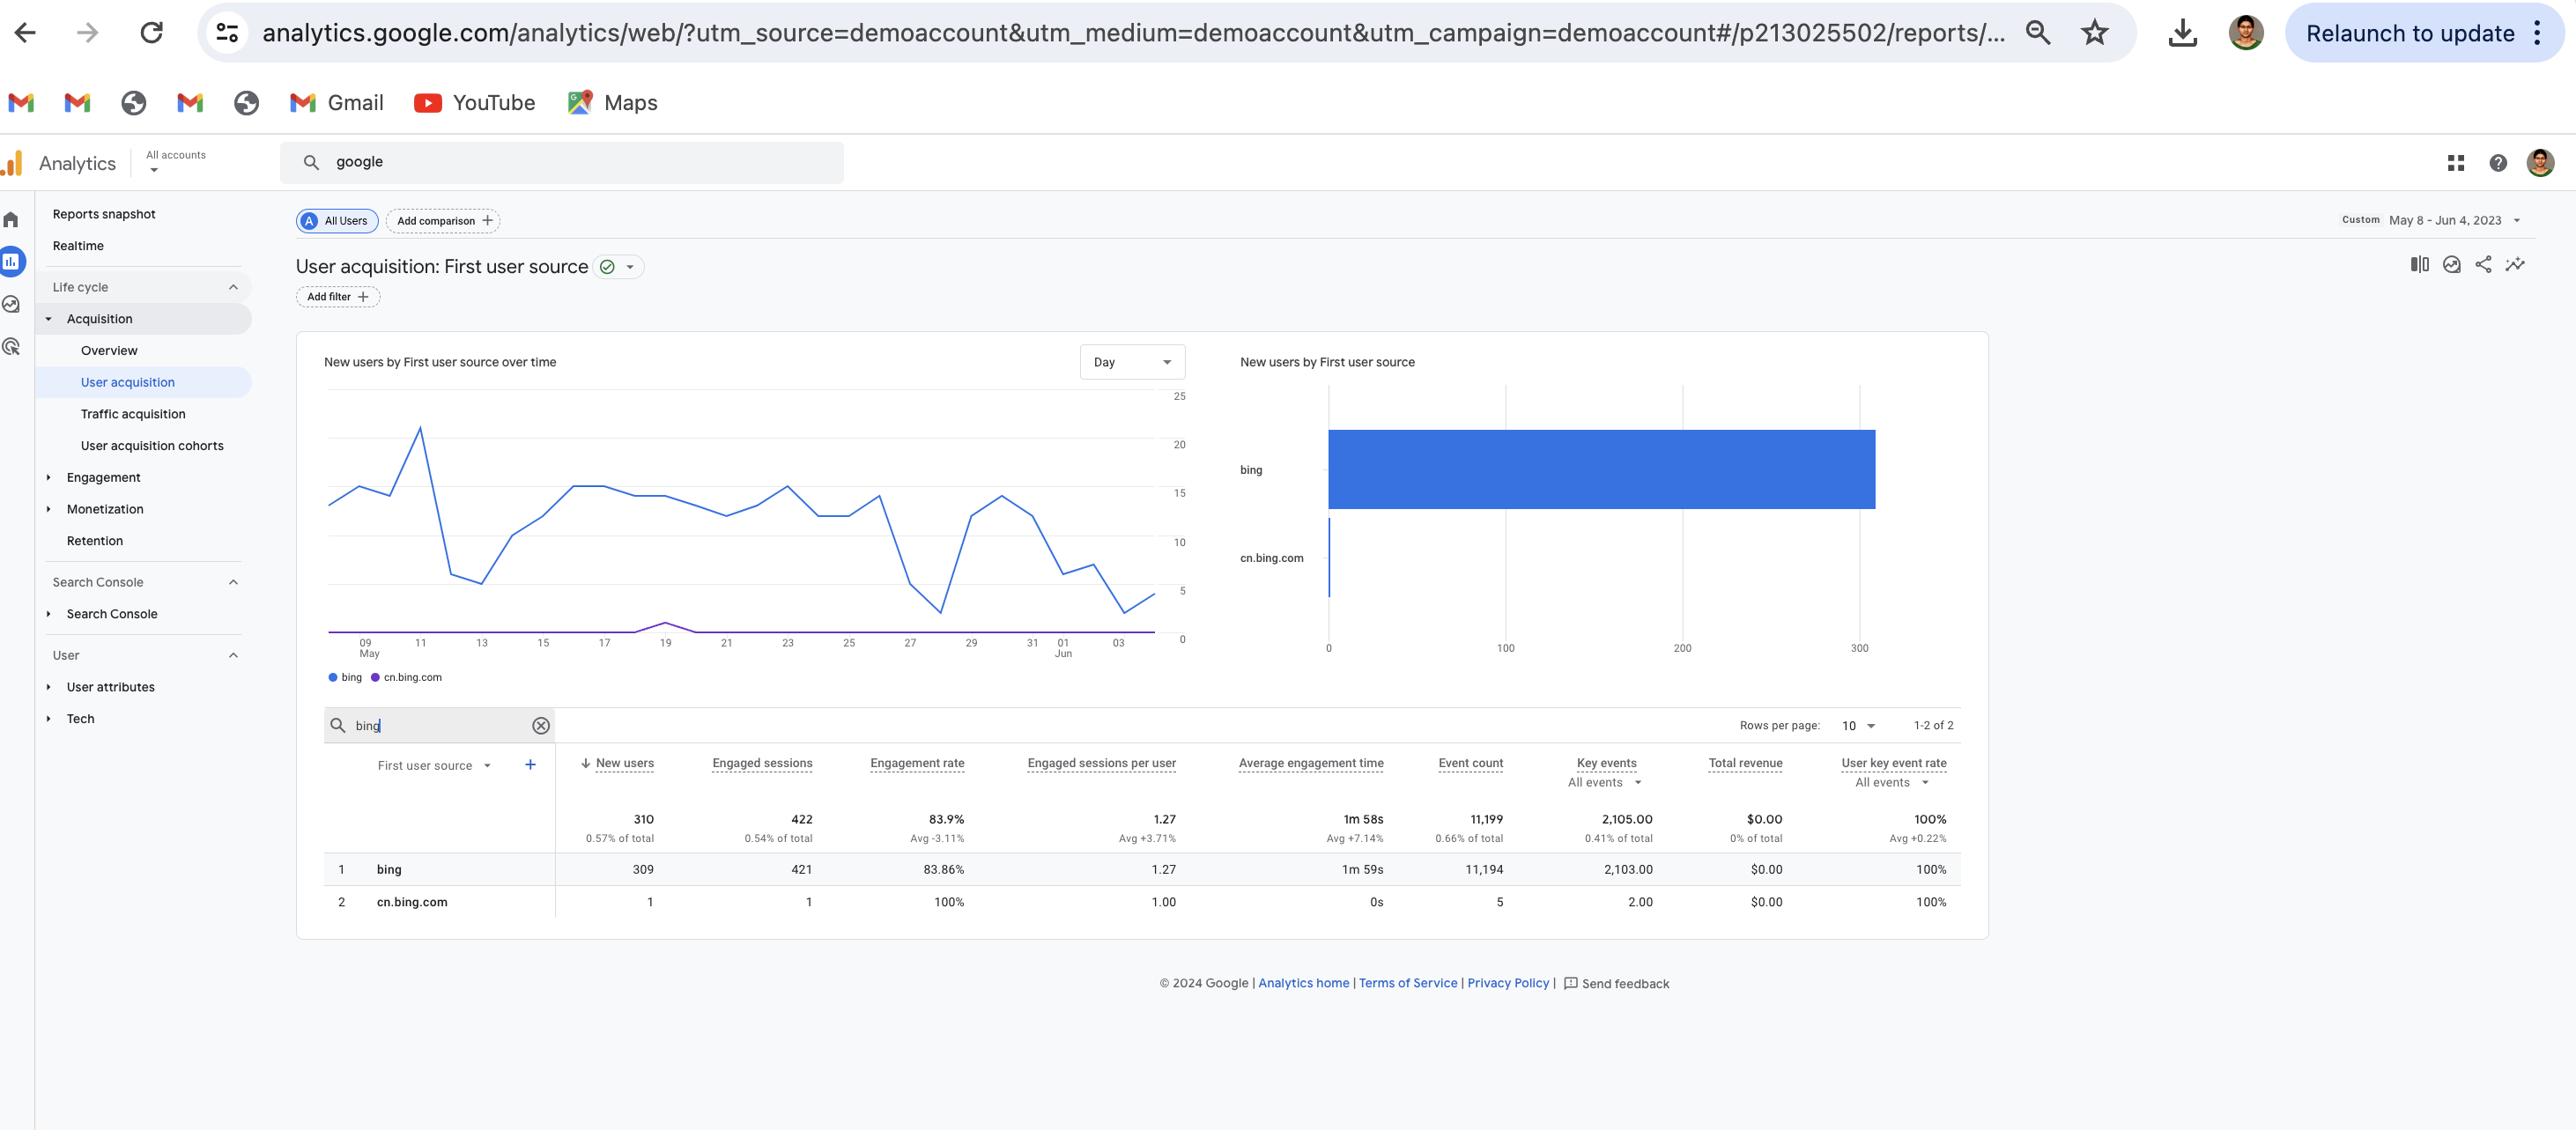 analytics.google.com/analytics/web/?utm_source=demoaccount&utm_medium=demoaccount&utm_campaign=demoaccount#/p213025502/reports/...
Relaunch to update
Gmail YouTube Maps
Analytics
All accounts
google
Reports snapshot
Realtime
Life cycle
Acquisition
Overview
User acquisition
Traffic acquisition
User acquisition cohorts
Engagement
Monetization
Retention
Search Console
Search Console
User
User attributes
Tech
A All Users Add comparison +
Custom May 8 - Jun 4, 2023
User acquisition: First user source
Add filter +
New users by First user source over time
Day
25
20
15
10
5
0
09 11 13 15 17 19 21 23 25 27 29 31 01 03
May Jun
bing cn.bing.com
New users by First user source
bing
cn.bing.com
0 100 200 300
bing
Rows per page: 10 1-2 of 2
First user source + New users Engaged sessions Engagement rate Engaged sessions per user Average engagement time Event count Key events Total revenue User key event rate
All events All events
310 422 83.9% 1.27 1m 58s 11,199 2,105.00 $0.00 100%
0.57% of total 0.54% of total Avg -3.11% Avg +3.71% Avg +7.14% 0.66% of total 0.41% of total 0% of total Avg +0.22%
1 bing 309 421 83.86% 1.27 1m 59s 11,194 2,103.00 $0.00 100%
2 cn.bing.com 1 1 100% 1.00 0s 5 2.00 $0.00 100%
© 2024 Google | Analytics home | Terms of Service | Privacy Policy | Send feedback